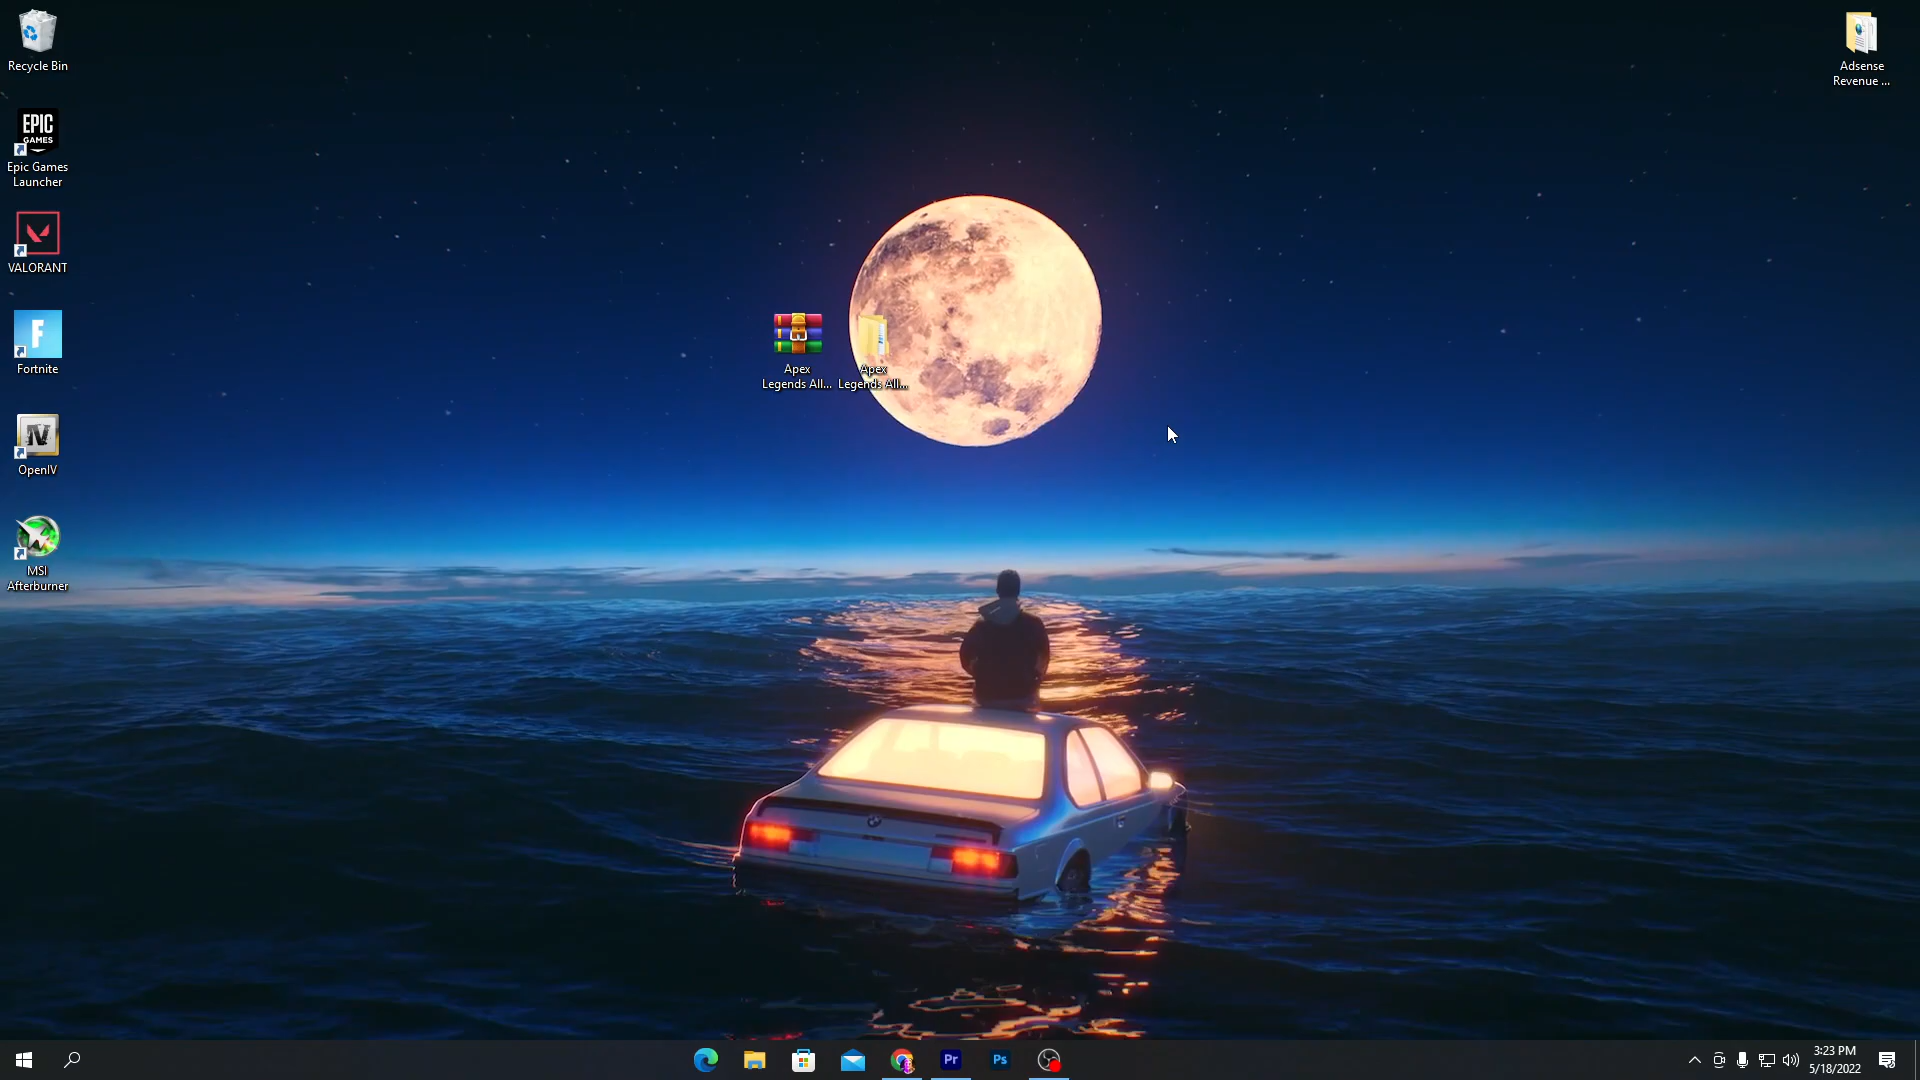 Recycle Bin
EPIC
GAMES
Epic Games
Launcher
VALORANT
F
Fortnite
IV
OpenIV
MSI
Afterburner
Apex
Legends All...
Apex
Legends All...
Adsense
Revenue ...
Pr
Ps
3:23 PM
5/18/2022